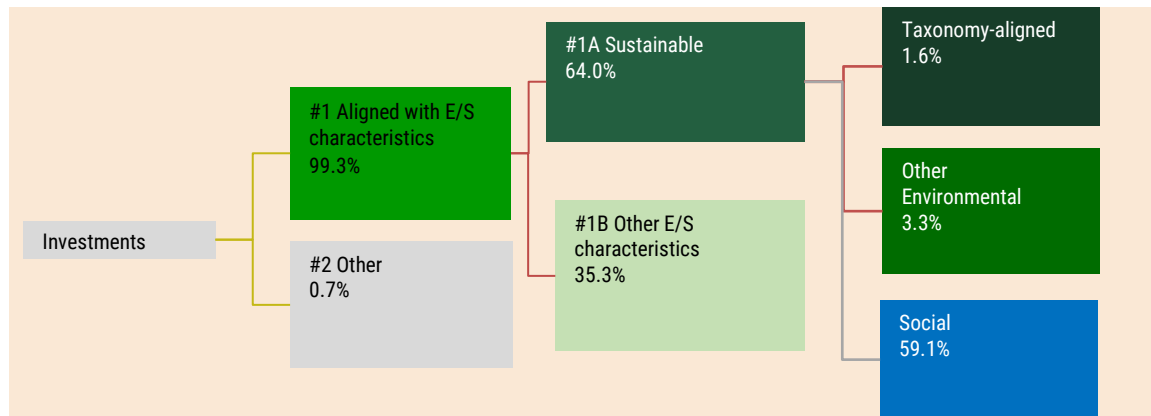 Investments
#1 Aligned with E/S
characteristics
99.3%
#2 Other
0.7%
#1A Sustainable
64.0%
#1B Other E/S
characteristics
35.3%
Taxonomy-aligned
1.6%
Other
Environmental
3.3%
Social
59.1%